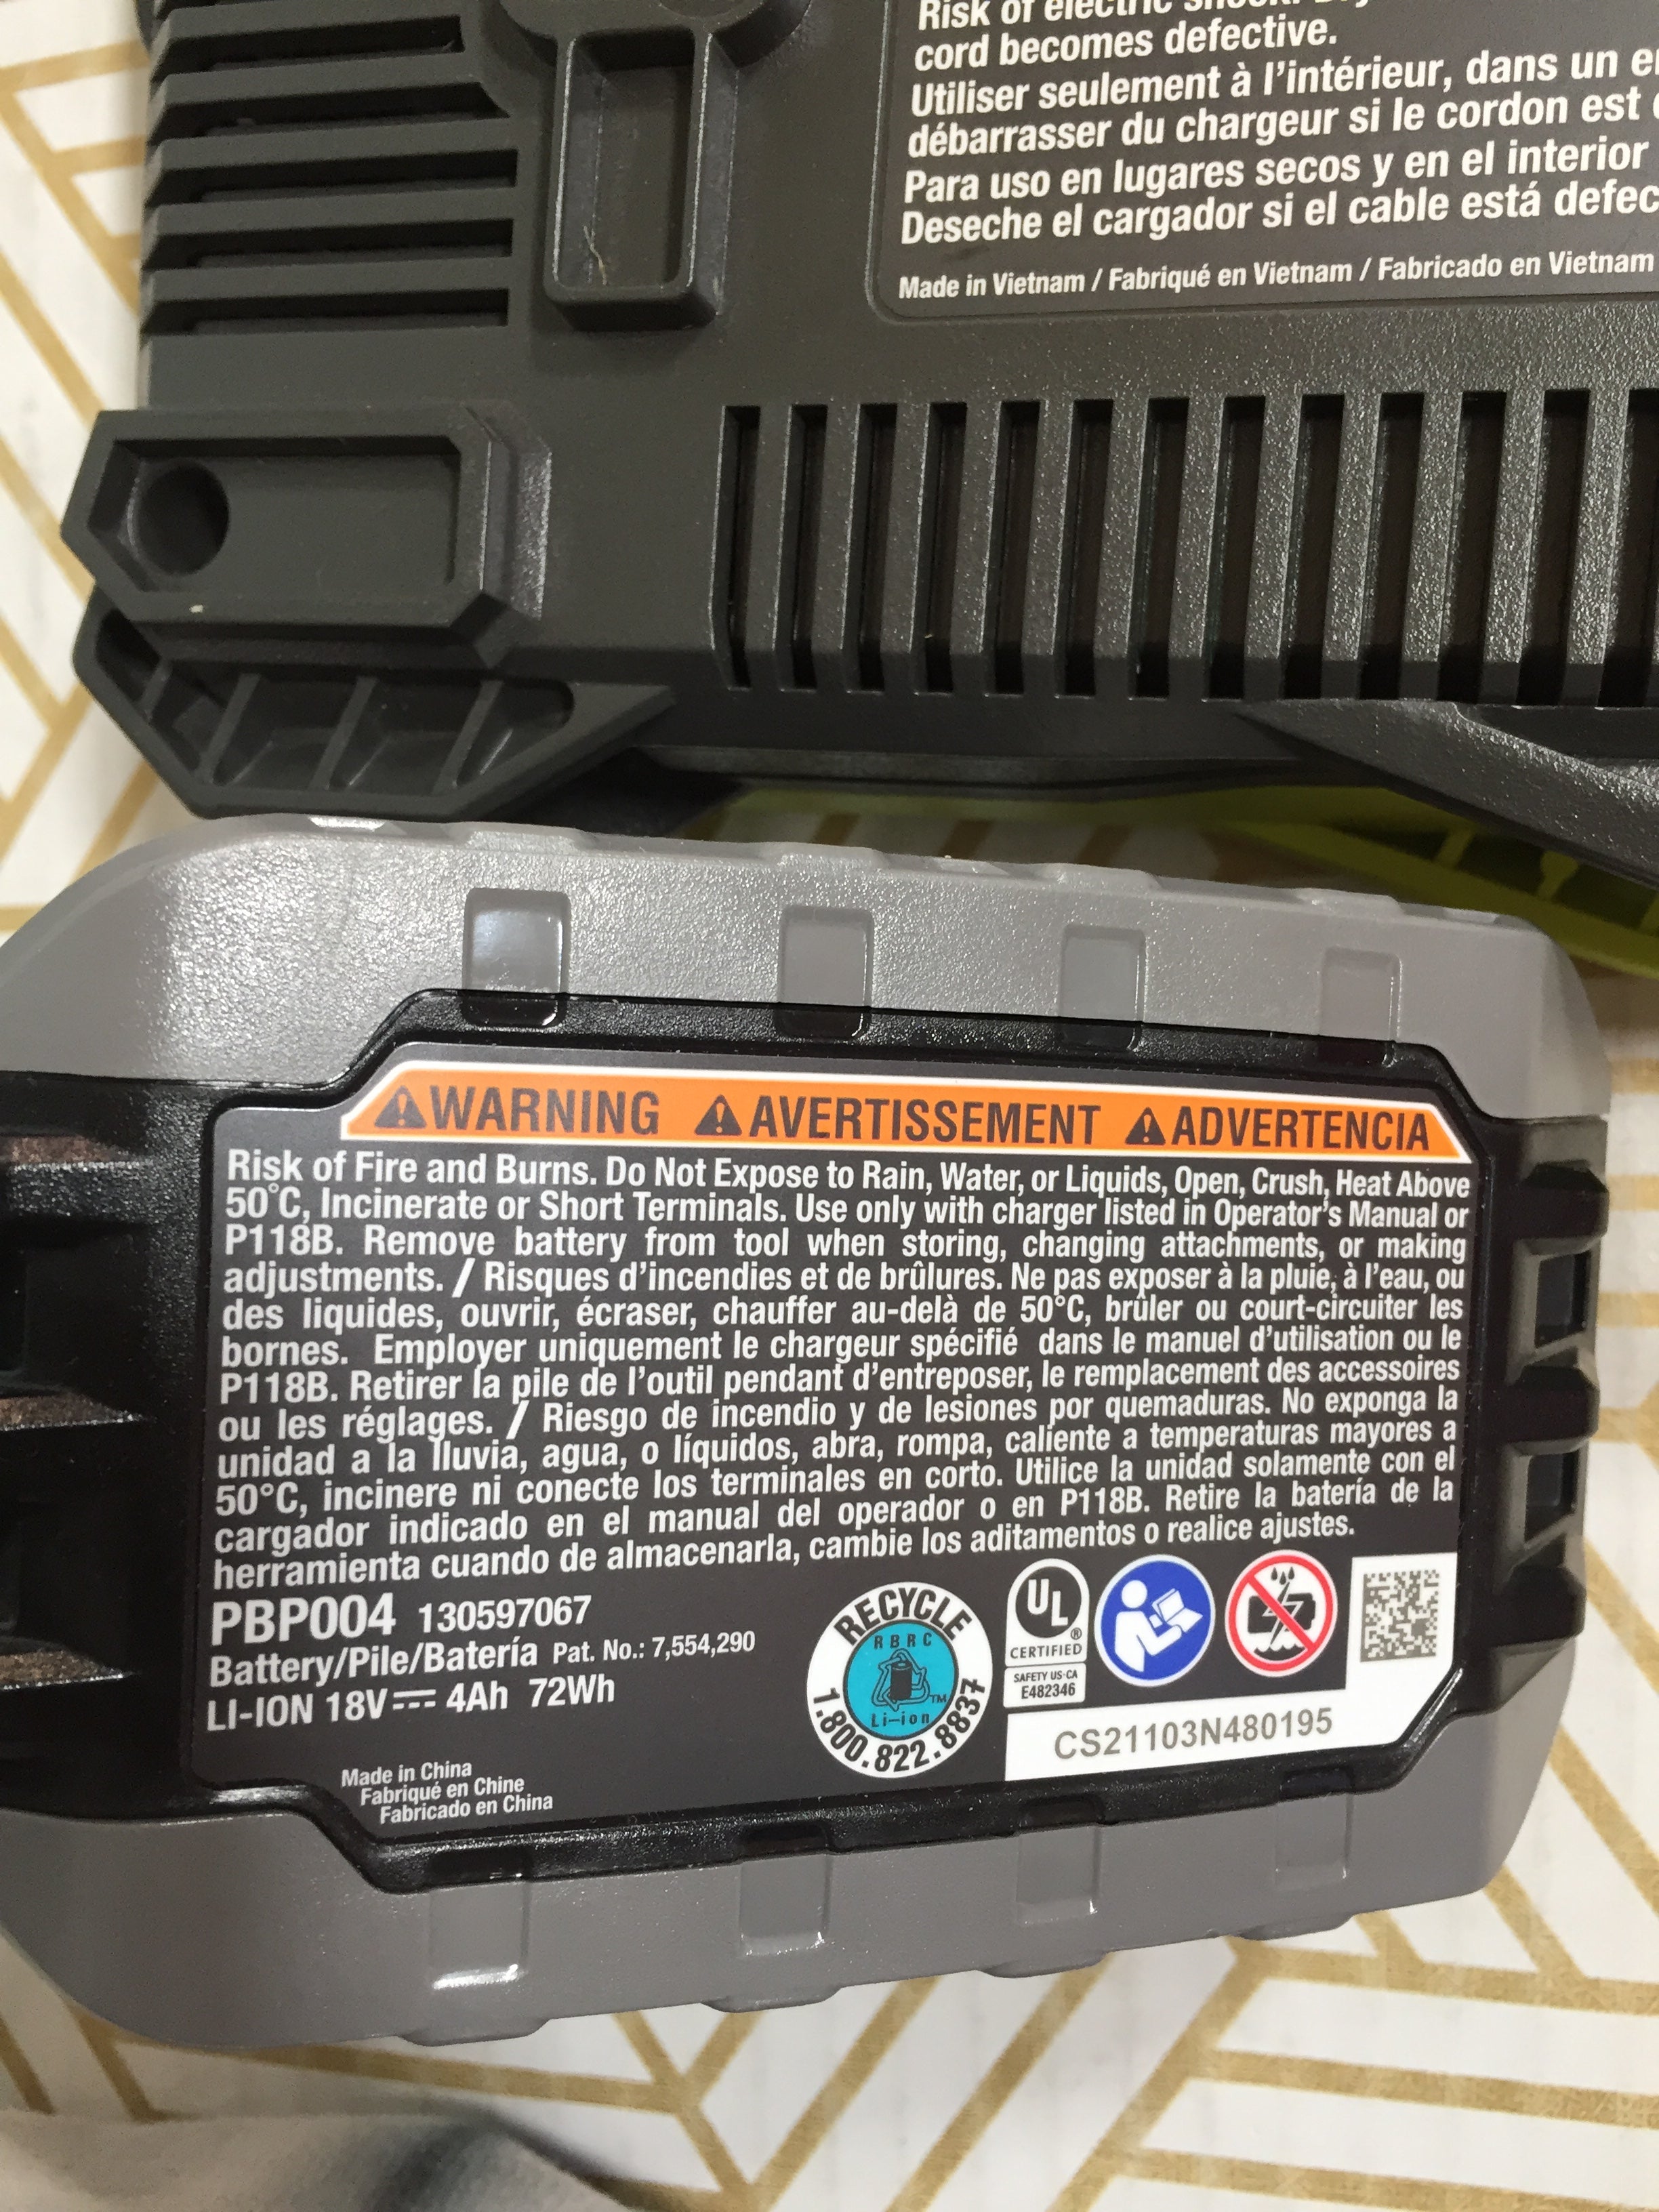 Risk of electric
cord becomes defective.
Utiliser seulement à l'intérieur, dans un
débarrasser du chargeur si le cordon est
Para uso en lugares secos y en el interior
Deseche el cargador si el cable está
Made in Vietnam / Fabriqué en Vietnam / Fabricado en Vietnam
WARNING AVERTISSEMENT ADVERTENCIA
Risk of Fire and Burns. Do Not Expose to Rain, Water, or Liquids, Open, Crush, Heat Above
50°C, Incinerate or Short Terminals. Use only with charger listed in Operator's Manual or
P118B. Remove battery from tool when storing, changing attachments, or making
adjustments. / Risques d'incendies et de brûlures. Ne pas exposer à la pluie, à l'eau, ou
des liquides, ouvrir, écraser, chauffer au-delà de 50°C, brûler ou court-circuiter les
bornes. Employer uniquement le chargeur spécifié dans le manuel d'utilisation ou le
P118B. Retirer la pile de l'outil pendant d'entreposer, le remplacement des accessoires
ou les réglages. / Riesgo de incendio y de lesiones por quemaduras. No exponga la
unidad a la lluvia, agua, o líquidos, abra, rompa, caliente a temperaturas mayores a
50°C, incinere ni conecte los terminales en corto. Utilice la unidad solamente con el
cargador indicado en el manual del operador o en P118B. Retire la batería de la
herramienta cuando de almacenarla, cambie los aditamentos o realice ajustes.
PBP004 130597067
Battery/Pile/Batería Pat. No.: 7,554,290
LI-ION 18V⎓ 4Ah 72Wh
Made in China
Fabriqué en Chine
Fabricado en China
RECYCLE
RBRC
TM
Li-ion
1.800.822.8837
UL®
CERTIFIED
SAFETY US·CA
E482346
CS21103N480195